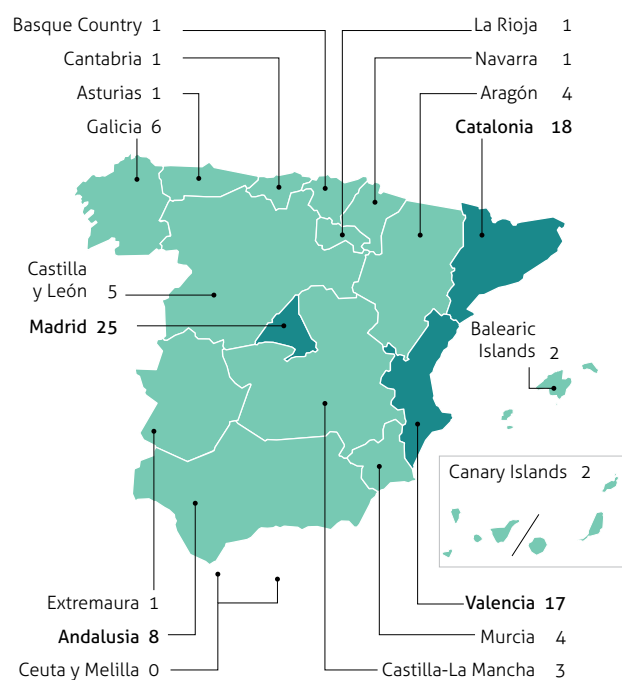 Basque Country 1
Cantabria 1
Asturias 1
Galicia 6
La Rioja 1
Navarra 1
Aragón 4
Catalonia 18
Castilla
y León 5
Madrid 25
Balearic
Islands 2
Canary Islands 2
Extremaura 1
Andalusia 8
Ceuta y Melilla 0
Valencia 17
Murcia 4
Castilla-La Mancha 3